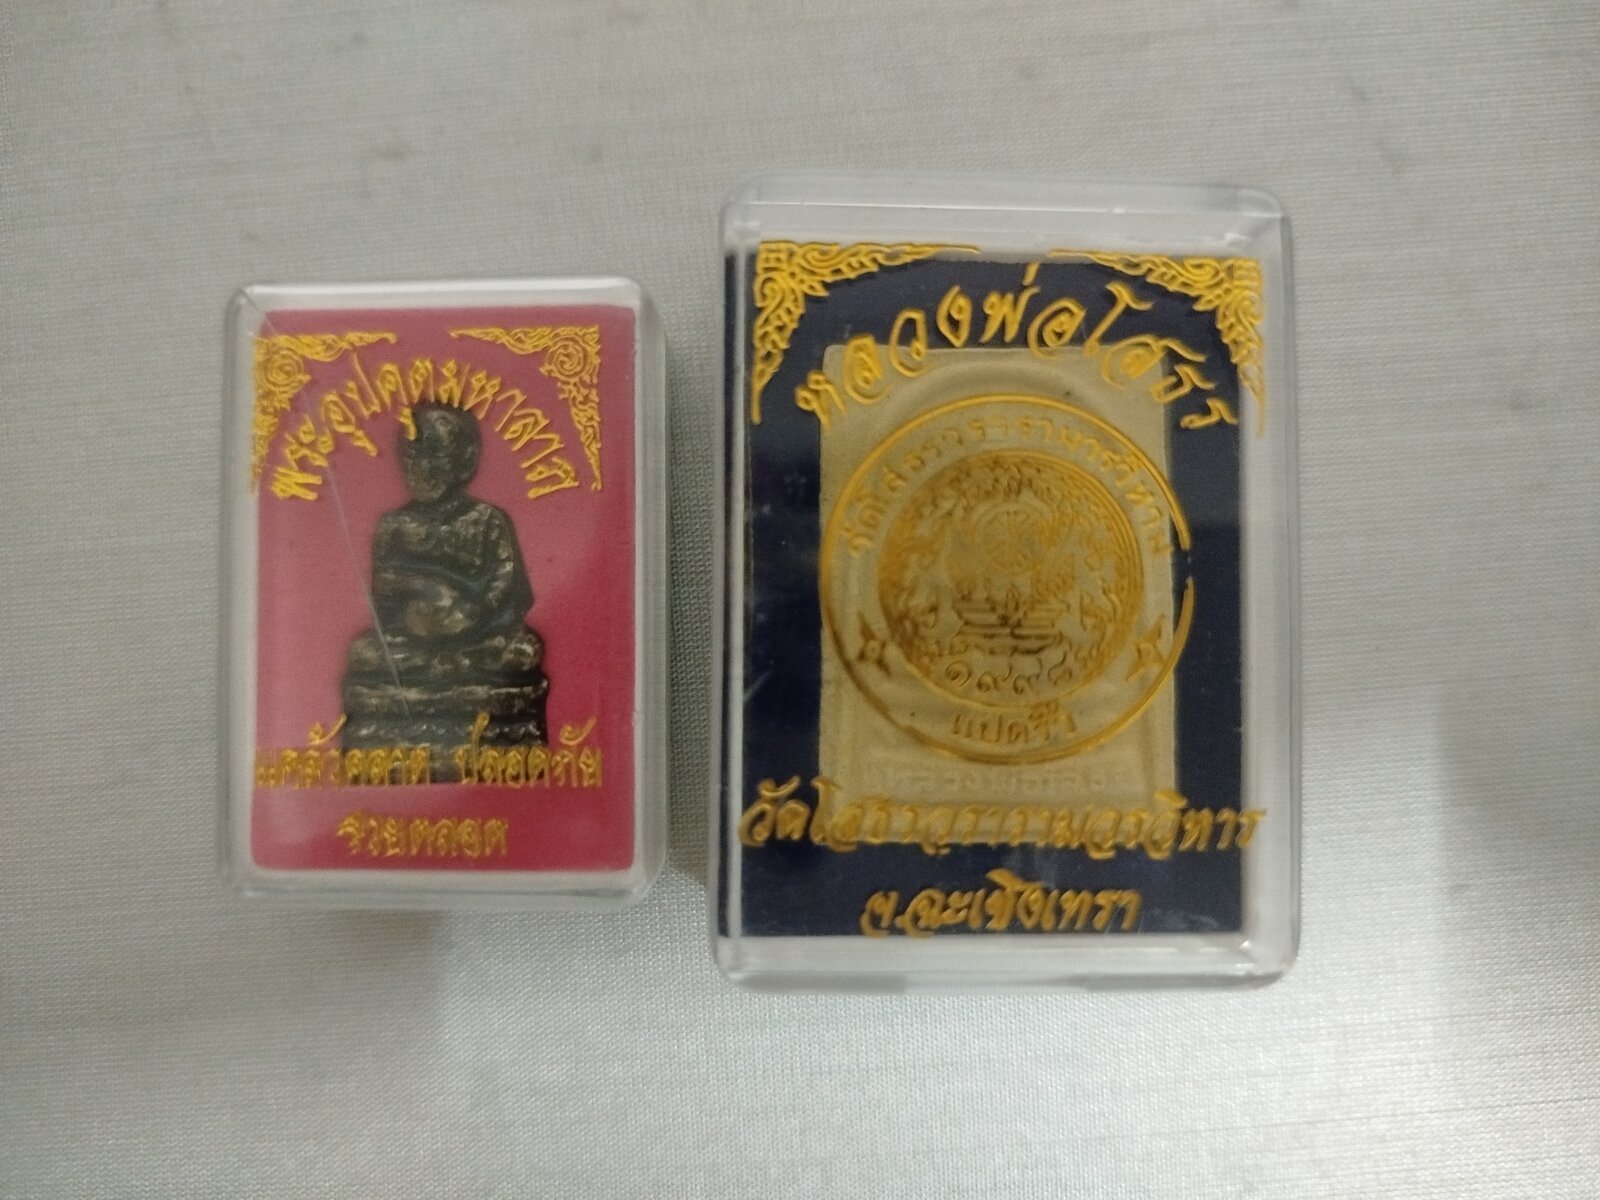 พระอุปคุตมหาลาภ
แคล้วคลาด ปลอดภัย
รวยตลอด
หลวงพ่อโสธร
วัดโสธรวรารามวรวิหาร
๑๙๙๘
แปดริ้ว
วัดโสธรวรารามวรวิหาร
จ.ฉะเชิงเทรา